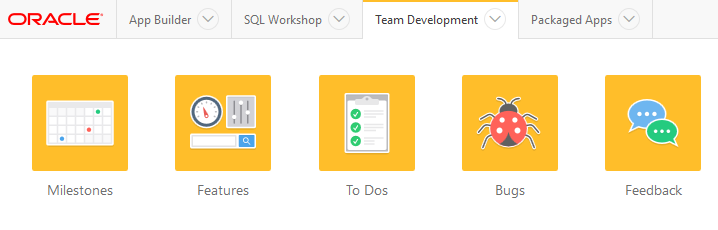 ORACLE App Builder SQL Workshop Team Development Packaged Apps
Milestones Features To Dos Bugs Feedback